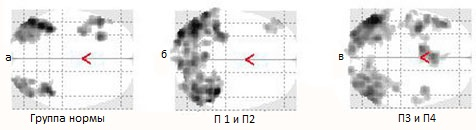 а
б
в
Группа нормы
П 1 и П2
П3 и П4